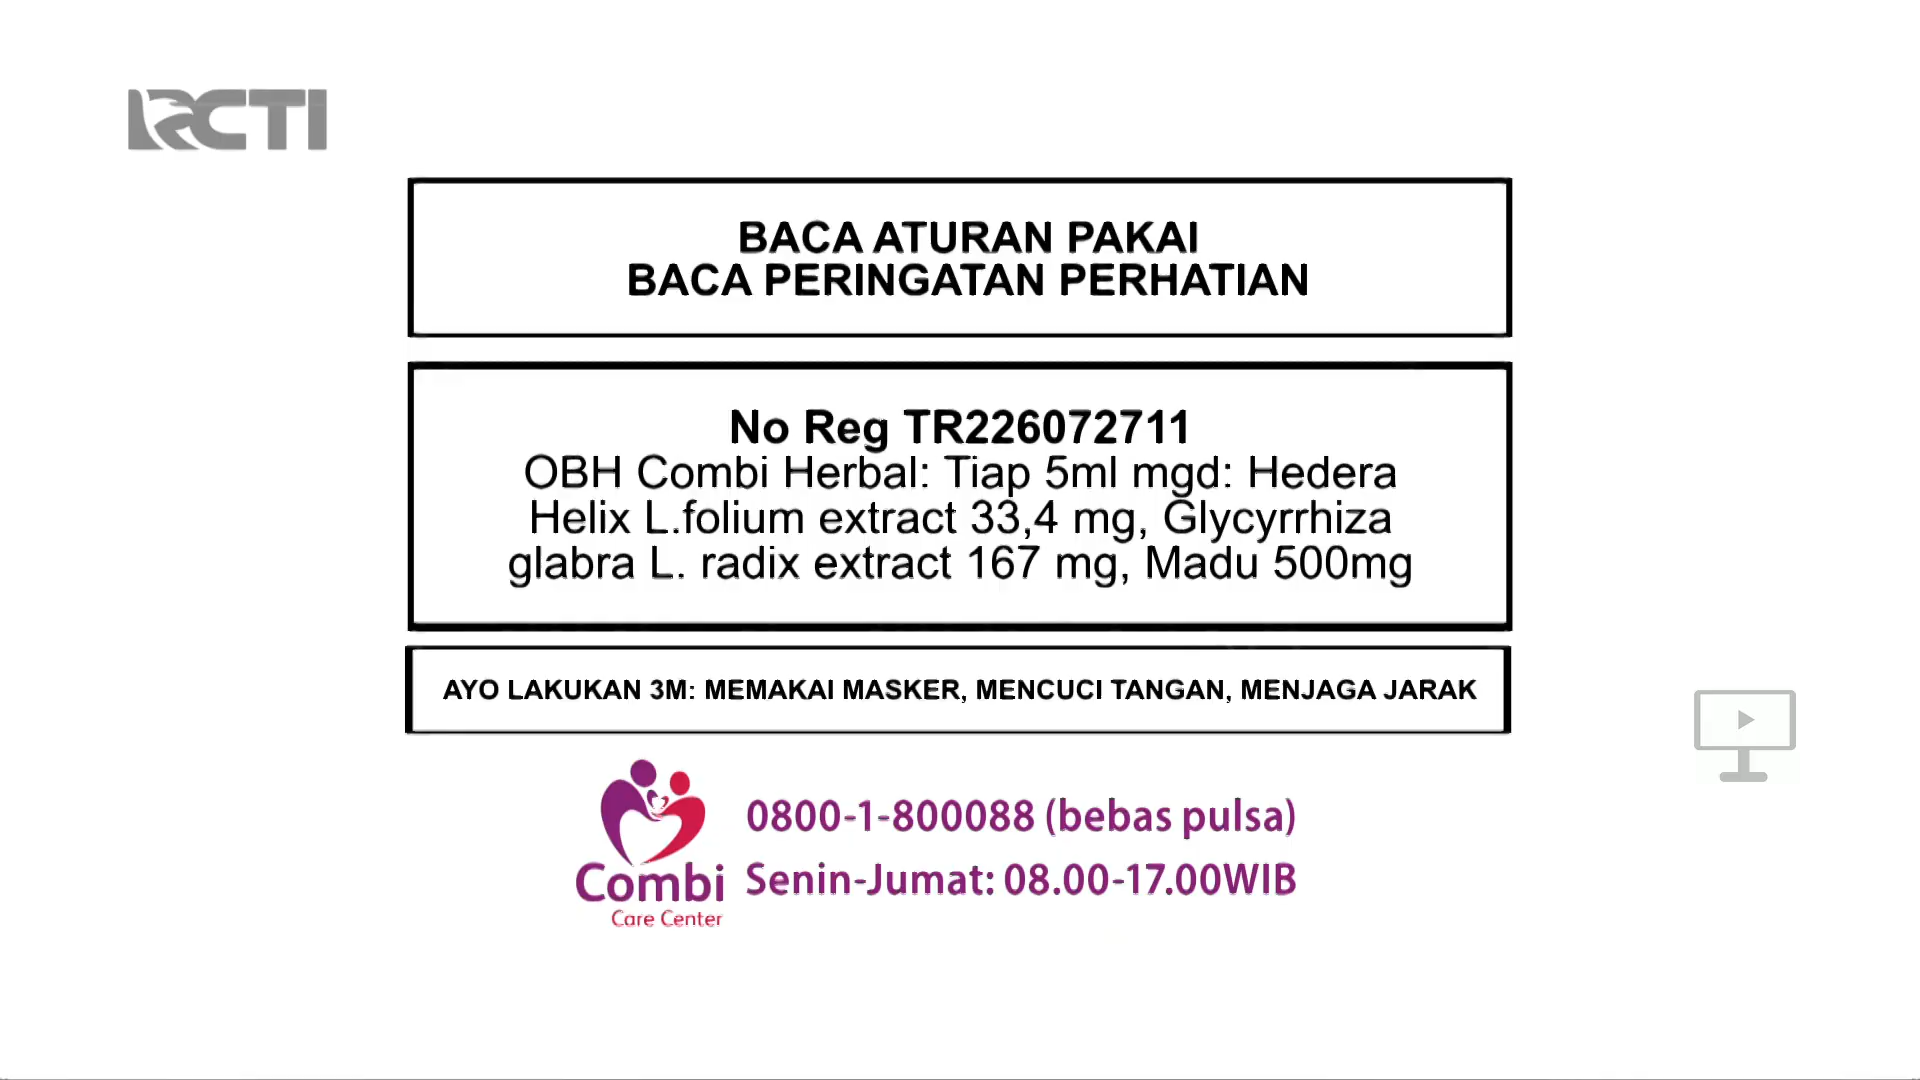 RCTI
BACA ATURAN PAKAI
BACA PERINGATAN PERHATIAN
No Reg TR226072711
OBH Combi Herbal: Tiap 5ml mgd: Hedera
Helix L.folium extract 33,4 mg, Glycyrrhiza
glabra L. radix extract 167 mg, Madu 500mg
AYO LAKUKAN 3M: MEMAKAI MASKER, MENCUCI TANGAN, MENJAGA JARAK
0800-1-800088 (bebas pulsa)
Combi Senin-Jumat: 08.00-17.00WIB
Care Center